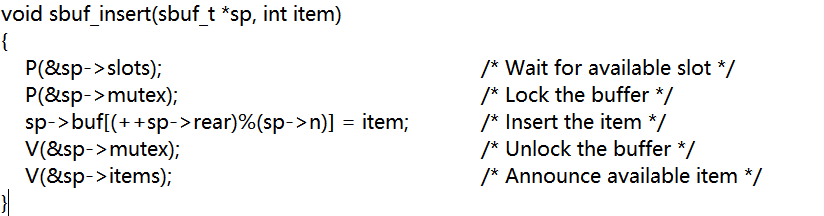 void sbuf_insert(sbuf_t *sp, int item)
{
P(&sp->slots); /* Wait for available slot */
P(&sp->mutex); /* Lock the buffer */
sp->buf[(++sp->rear)%(sp->n)] = item; /* Insert the item */
V(&sp->mutex); /* Unlock the buffer */
V(&sp->items); /* Announce available item */
}